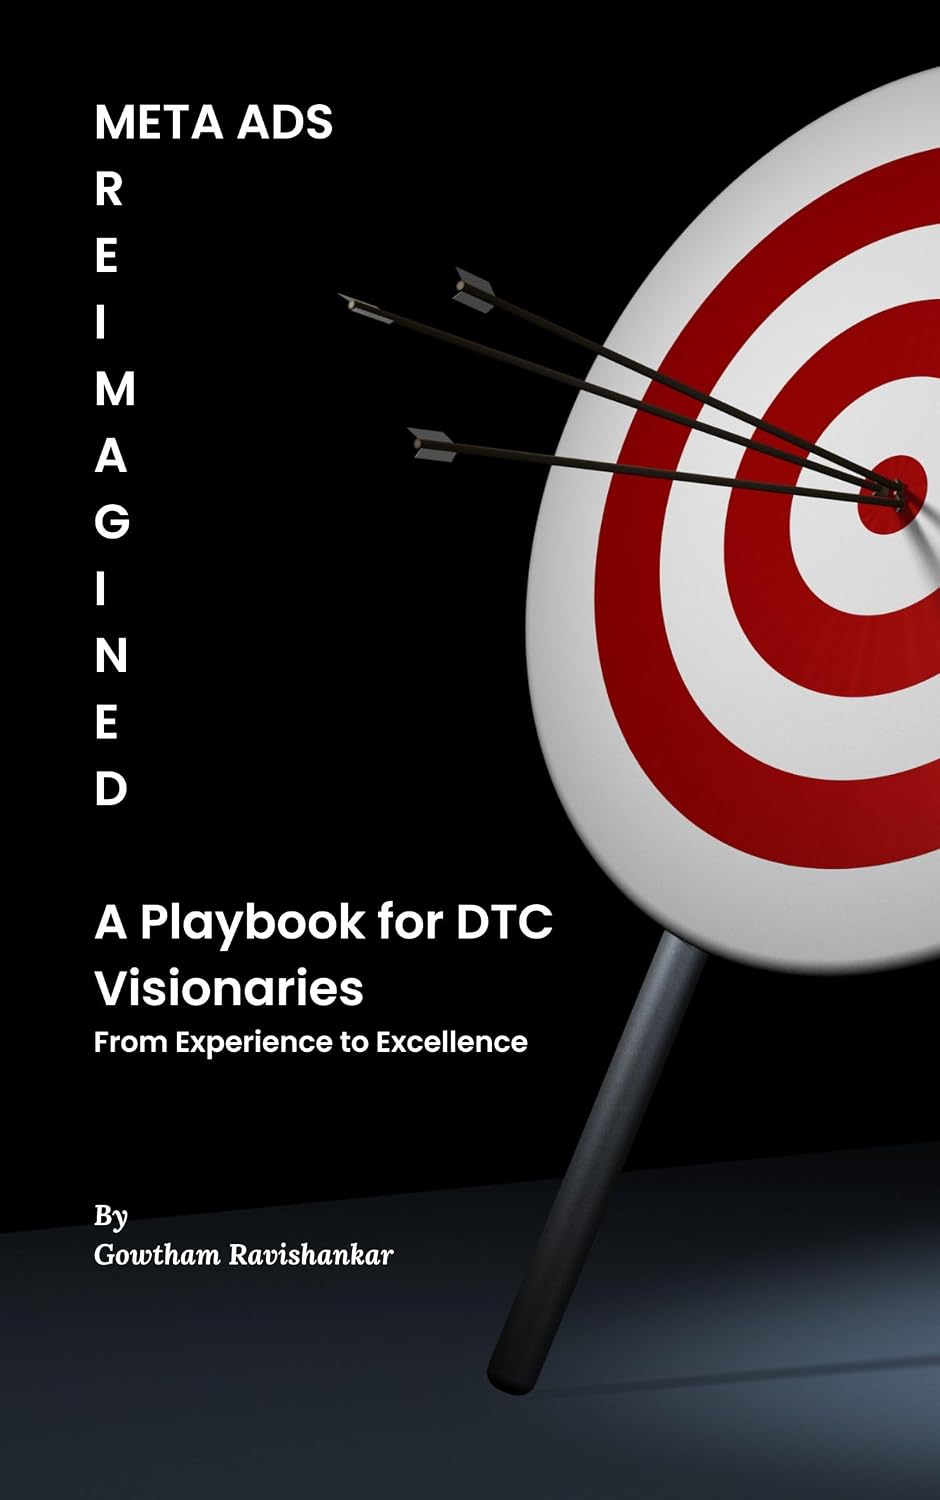 META ADS
R
E
I
M
A
G
I
N
E
D
A Playbook for DTC
Visionaries
From Experience to Excellence
By
Gowtham Ravishankar